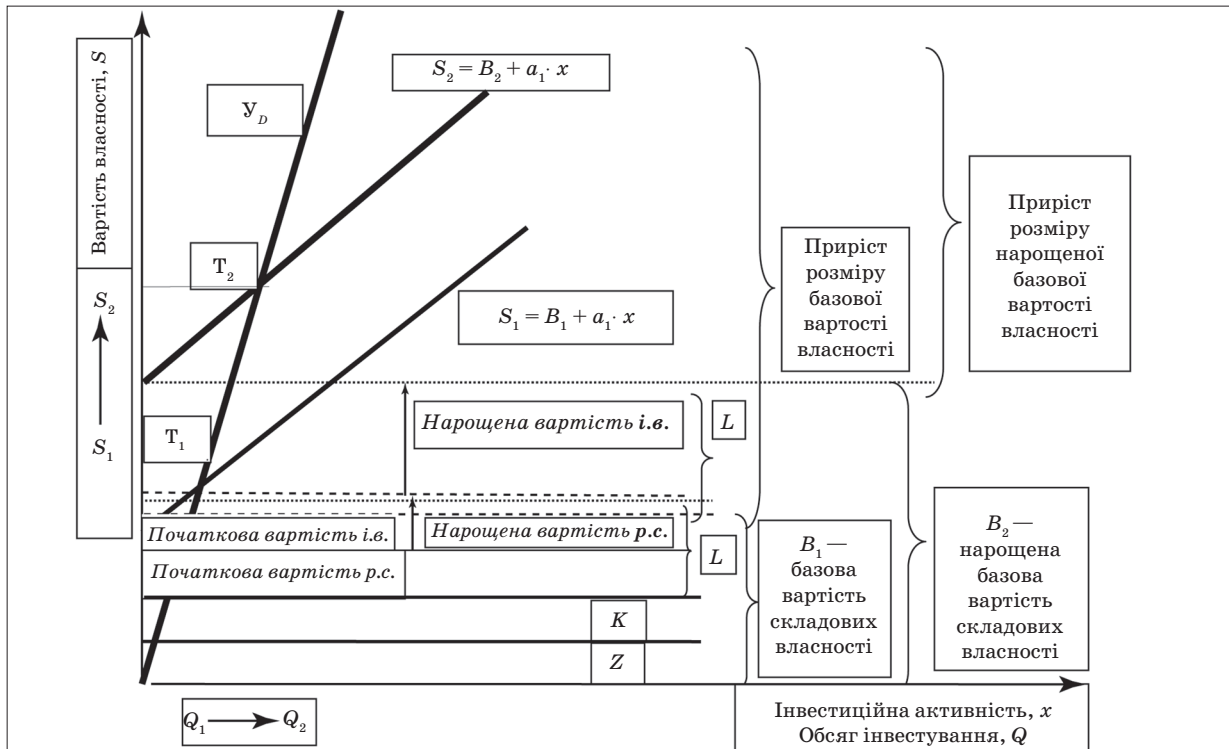 Вартість власності, S
S₂
S₁
У_D
S₂ = B₂ + a₁· x
T₂
S₁ = B₁ + a₁· x
T₁
Нарощена вартість і.в.
L
Початкова вартість і.в.
Нарощена вартість р.с.
L
Початкова вартість р.с.
K
Z
Q₁
Q₂
Приріст
розміру
базової
вартості
власності
Приріст
розміру
нарощеної
базової
вартості
власності
B₁ —
базова
вартість
складових
власності
B₂ —
нарощена
базова
вартість
складових
власності
Інвестиційна активність, x
Обсяг інвестування, Q